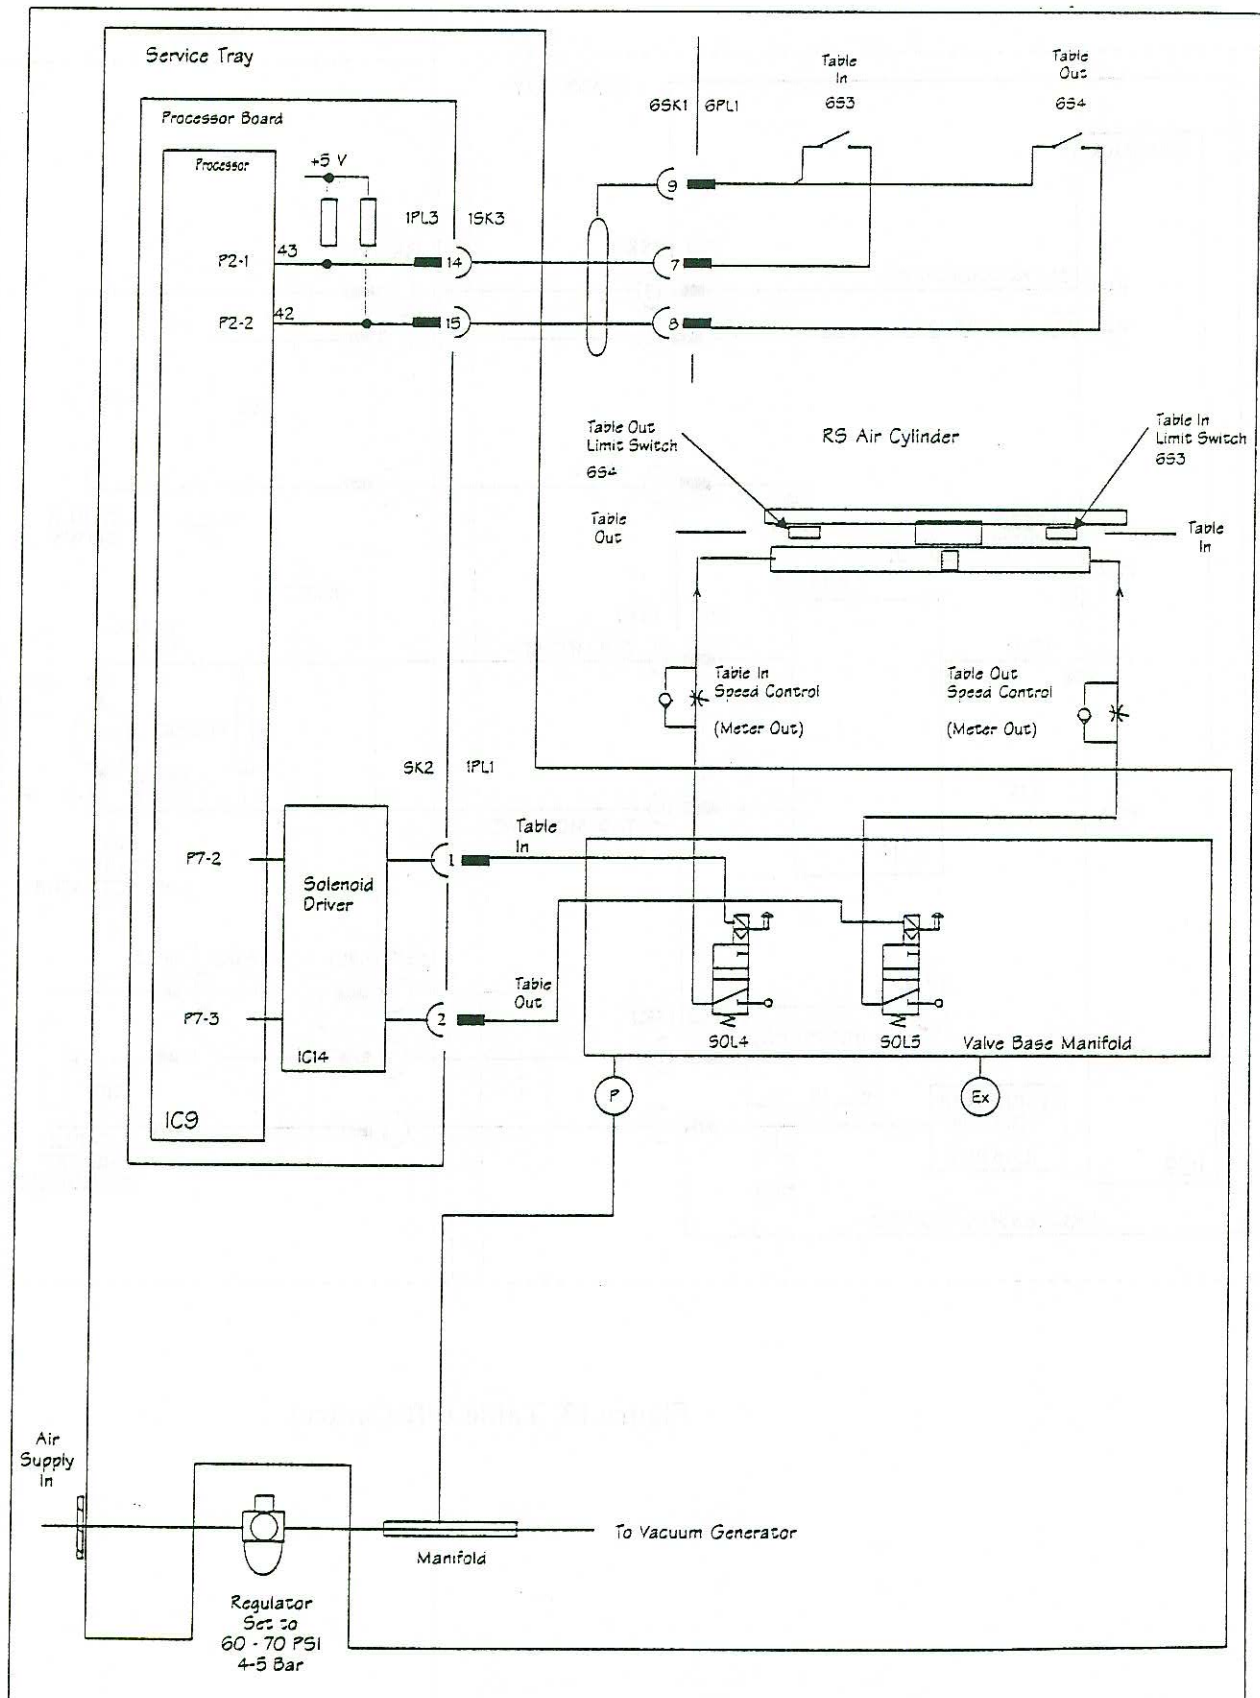 Service Tray
Processor Board
Processor
+5 V
1PL3
1SK3
43
P2-1
14
42
P2-2
15
6SK1
6PL1
9
7
8
Table
In
6S3
Table
Out
6S4
Table Out
Limit Switch
6S4
RS Air Cylinder
Table In
Limit Switch
6S3
Table
Out
Table
In
Table In
Speed Control
(Meter Out)
Table Out
Speed Control
(Meter Out)
SK2
1PL1
Table
In
P7-2
1
Solenoid
Driver
Table
Out
P7-3
2
IC14
IC9
SOL4
SOL5
Valve Base Manifold
P
Ex
Air
Supply
In
To Vacuum Generator
Manifold
Regulator
Set to
60 - 70 PSI
4-5 Bar